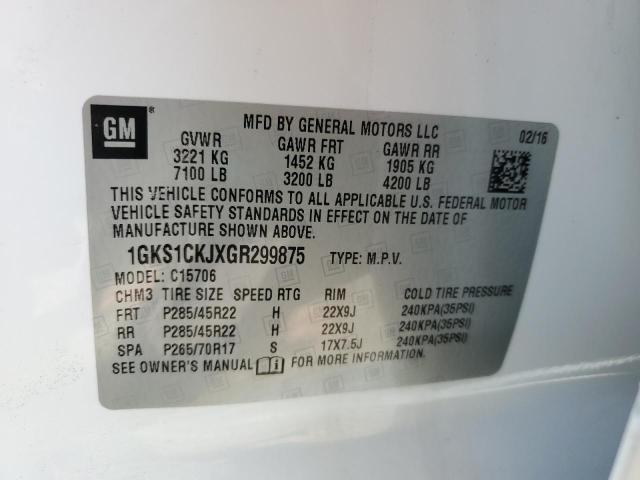 GM ®
MFD BY GENERAL MOTORS LLC 02/16
GVWR GAWR FRT GAWR RR
3221 KG 1452 KG 1905 KG
7100 LB 3200 LB 4200 LB
THIS VEHICLE CONFORMS TO ALL APPLICABLE U.S. FEDERAL MOTOR
VEHICLE SAFETY STANDARDS IN EFFECT ON THE DATE OF
MANUFACTURE SHOWN ABOVE.
1GKS1CKJXGR299875 TYPE: M.P.V.
MODEL: C15706
CHM3 TIRE SIZE SPEED RTG RIM COLD TIRE PRESSURE
FRT P285/45R22 H 22X9J 240KPA(35PSI)
RR P285/45R22 H 22X9J 240KPA(35PSI)
SPA P265/70R17 S 17X7.5J 240KPA(35PSI)
SEE OWNER'S MANUAL FOR MORE INFORMATION.